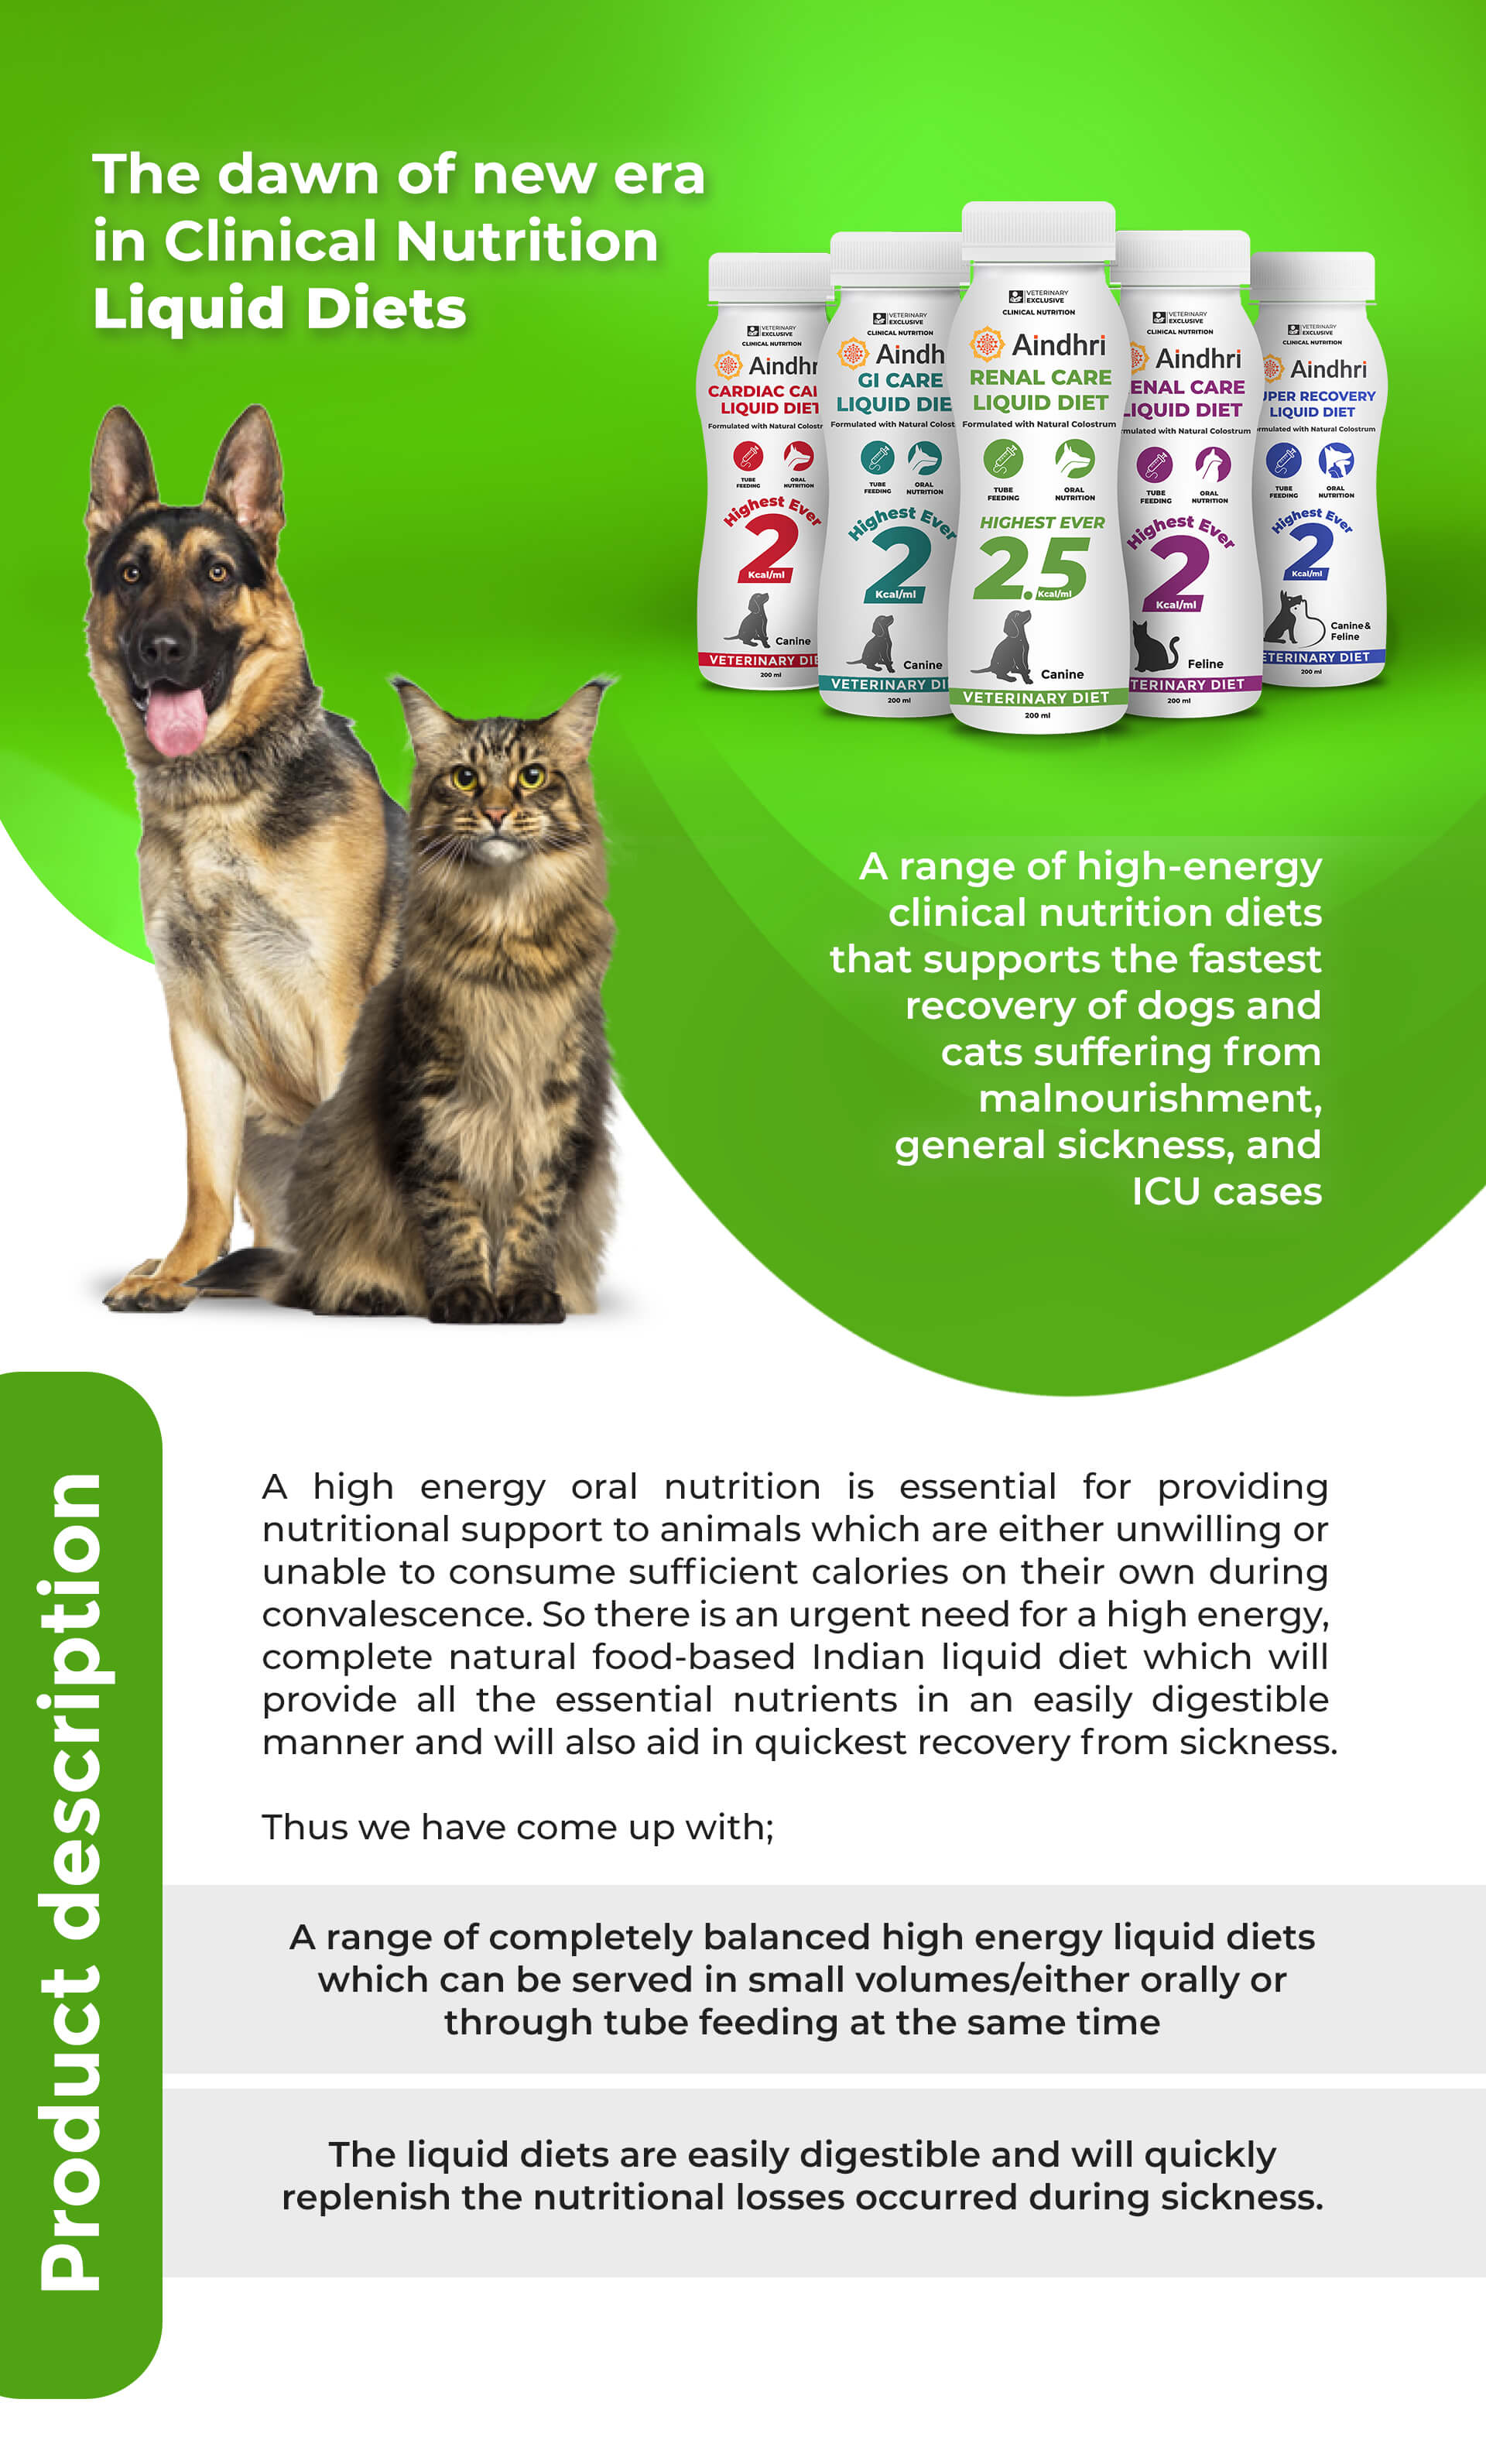 The dawn of new era
in Clinical Nutrition
Liquid Diets
VETERINARY
EXCLUSIVE
CLINICAL NUTRITION
Aindhr
CARDIAC CAI
LIQUID DIET
Formulated with Natural Colostr
TUBE
FEEDING
ORAL
NUTRITION
Highest Ever
2
Kcal/ml
Canine
VETERINARY DIE
200 ml
VETERINARY
EXCLUSIVE
CLINICAL NUTRITION
Aindh
GI CARE
LIQUID DIE
Formulated with Natural Colost
TUBE
FEEDING
ORAL
NUTRITION
Highest Ever
2
Kcal/ml
Canine
VETERINARY DI
200 ml
VETERINARY
EXCLUSIVE
CLINICAL NUTRITION
Aindhri
RENAL CARE
LIQUID DIET
Formulated with Natural Colostrum
TUBE
FEEDING
ORAL
NUTRITION
HIGHEST EVER
2.5
Kcal/ml
Canine
VETERINARY DIET
200 ml
VETERINARY
EXCLUSIVE
CLINICAL NUTRITION
Aindhri
ENAL CARE
LIQUID DIET
mulated with Natural Colostrum
TUBE
FEEDING
ORAL
NUTRITION
Highest Ever
2
Kcal/ml
Feline
TERINARY DIET
200 ml
VETERINARY
EXCLUSIVE
CLINICAL NUTRITION
Aindhri
UPER RECOVERY
LIQUID DIET
rmulated with Natural Colostrum
TUBE
FEEDING
ORAL
NUTRITION
Highest Ever
2
Kcal/ml
Canine &
Feline
ETERINARY DIET
200 ml
A range of high-energy
clinical nutrition diets
that supports the fastest
recovery of dogs and
cats suffering from
malnourishment,
general sickness, and
ICU cases
Product description
A high energy oral nutrition is essential for providing
nutritional support to animals which are either unwilling or
unable to consume sufficient calories on their own during
convalescence. So there is an urgent need for a high energy,
complete natural food-based Indian liquid diet which will
provide all the essential nutrients in an easily digestible
manner and will also aid in quickest recovery from sickness.
Thus we have come up with;
A range of completely balanced high energy liquid diets
which can be served in small volumes/either orally or
through tube feeding at the same time
The liquid diets are easily digestible and will quickly
replenish the nutritional losses occurred during sickness.